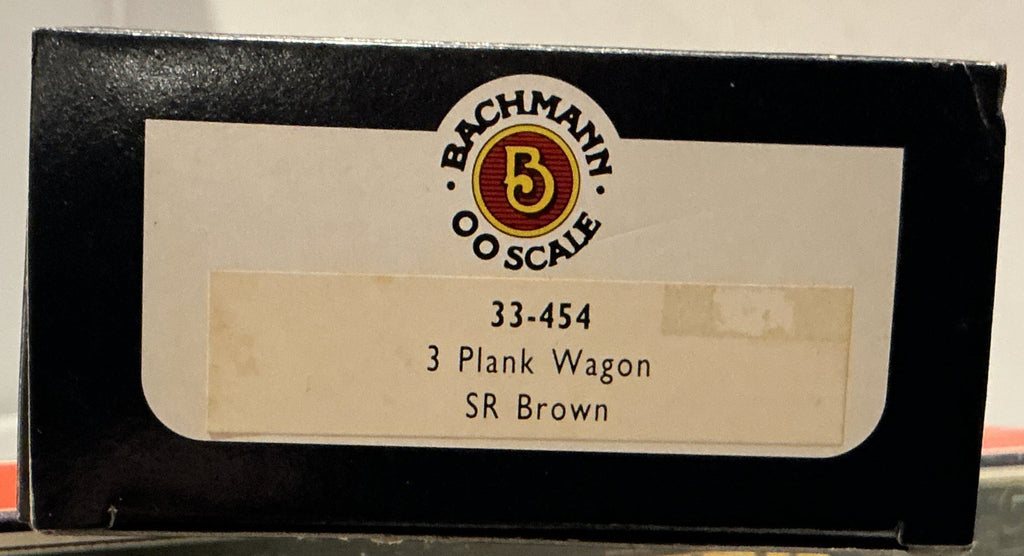 BACHMANN
B
OO SCALE
33-454
3 Plank Wagon
SR Brown